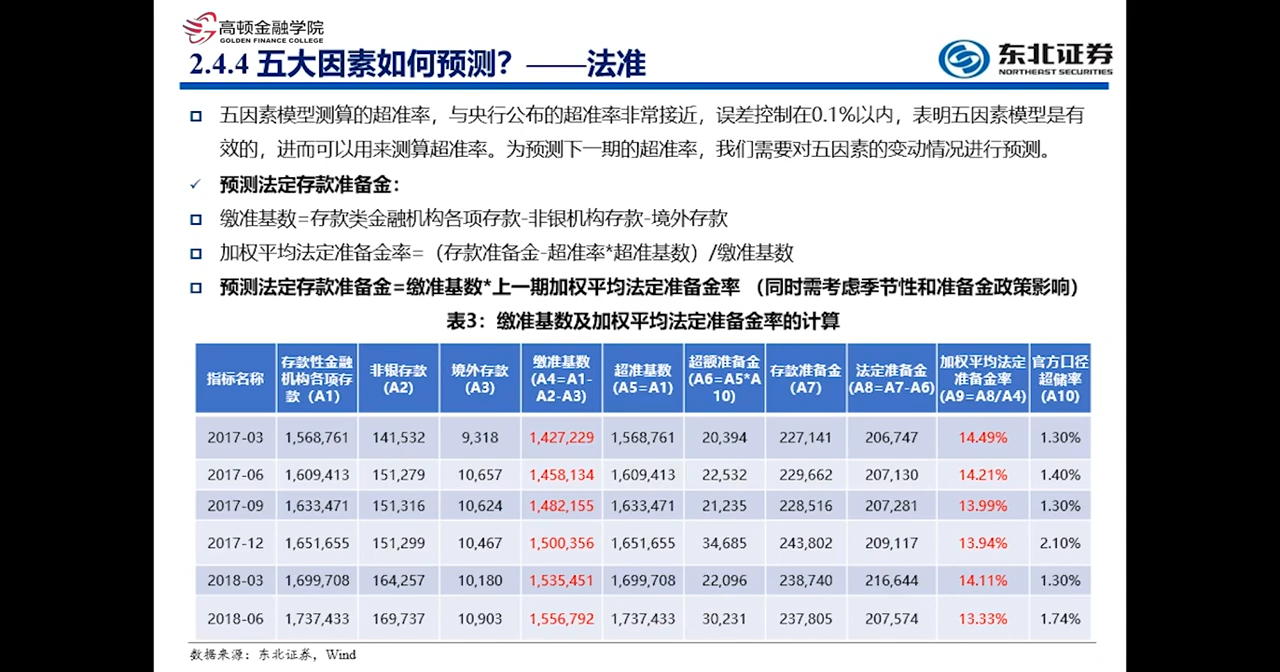 高顿金融学院
GOLDEN FINANCE COLLEGE
2.4.4 五大因素如何预测？——法准
东北证券
NORTHEAST SECURITIES
五因素模型测算的超准率，与央行公布的超准率非常接近，误差控制在0.1%以内，表明五因素模型是有
效的，进而可以用来测算超准率。为预测下一期的超准率，我们需要对五因素的变动情况进行预测。
✓ 预测法定存款准备金：
缴准基数=存款类金融机构各项存款-非银机构存款-境外存款
加权平均法定准备金率=（存款准备金-超准率*超准基数）/缴准基数
预测法定存款准备金=缴准基数*上一期加权平均法定准备金率 （同时需考虑季节性和准备金政策影响）
表3：缴准基数及加权平均法定准备金率的计算
指标名称 存款性金融机构各项存款（A1） 非银存款(A2) 境外存款(A3) 缴准基数(A4=A1-A2-A3) 超准基数(A5=A1) 超额准备金(A6=A5*A10) 存款准备金(A7) 法定准备金(A8=A7-A6) 加权平均法定准备金率(A9=A8/A4) 官方口径超储率(A10)
2017-03 1,568,761 141,532 9,318 1,427,229 1,568,761 20,394 227,141 206,747 14.49% 1.30%
2017-06 1,609,413 151,279 10,657 1,458,134 1,609,413 22,532 229,662 207,130 14.21% 1.40%
2017-09 1,633,471 151,316 10,624 1,482,155 1,633,471 21,235 228,516 207,281 13.99% 1.30%
2017-12 1,651,655 151,299 10,467 1,500,356 1,651,655 34,685 243,802 209,117 13.94% 2.10%
2018-03 1,699,708 164,257 10,180 1,535,451 1,699,708 22,096 238,740 216,644 14.11% 1.30%
2018-06 1,737,433 169,737 10,903 1,556,792 1,737,433 30,231 237,805 207,574 13.33% 1.74%
数据来源：东北证券，Wind